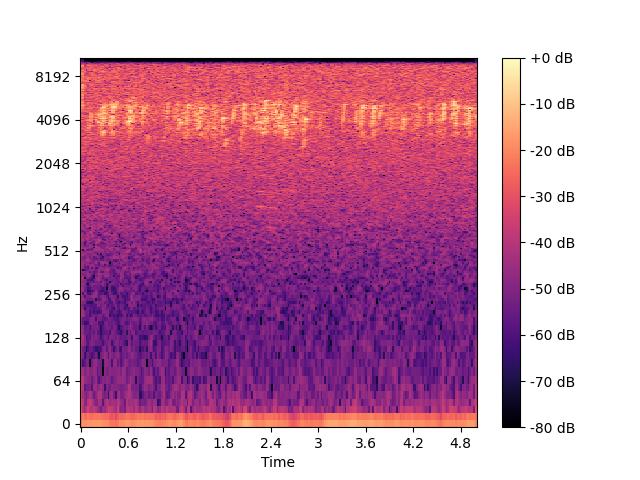 8192
4096
2048
1024
512
256
128
64
0
Hz
0 0.6 1.2 1.8 2.4 3 3.6 4.2 4.8
Time
+0 dB
-10 dB
-20 dB
-30 dB
-40 dB
-50 dB
-60 dB
-70 dB
-80 dB